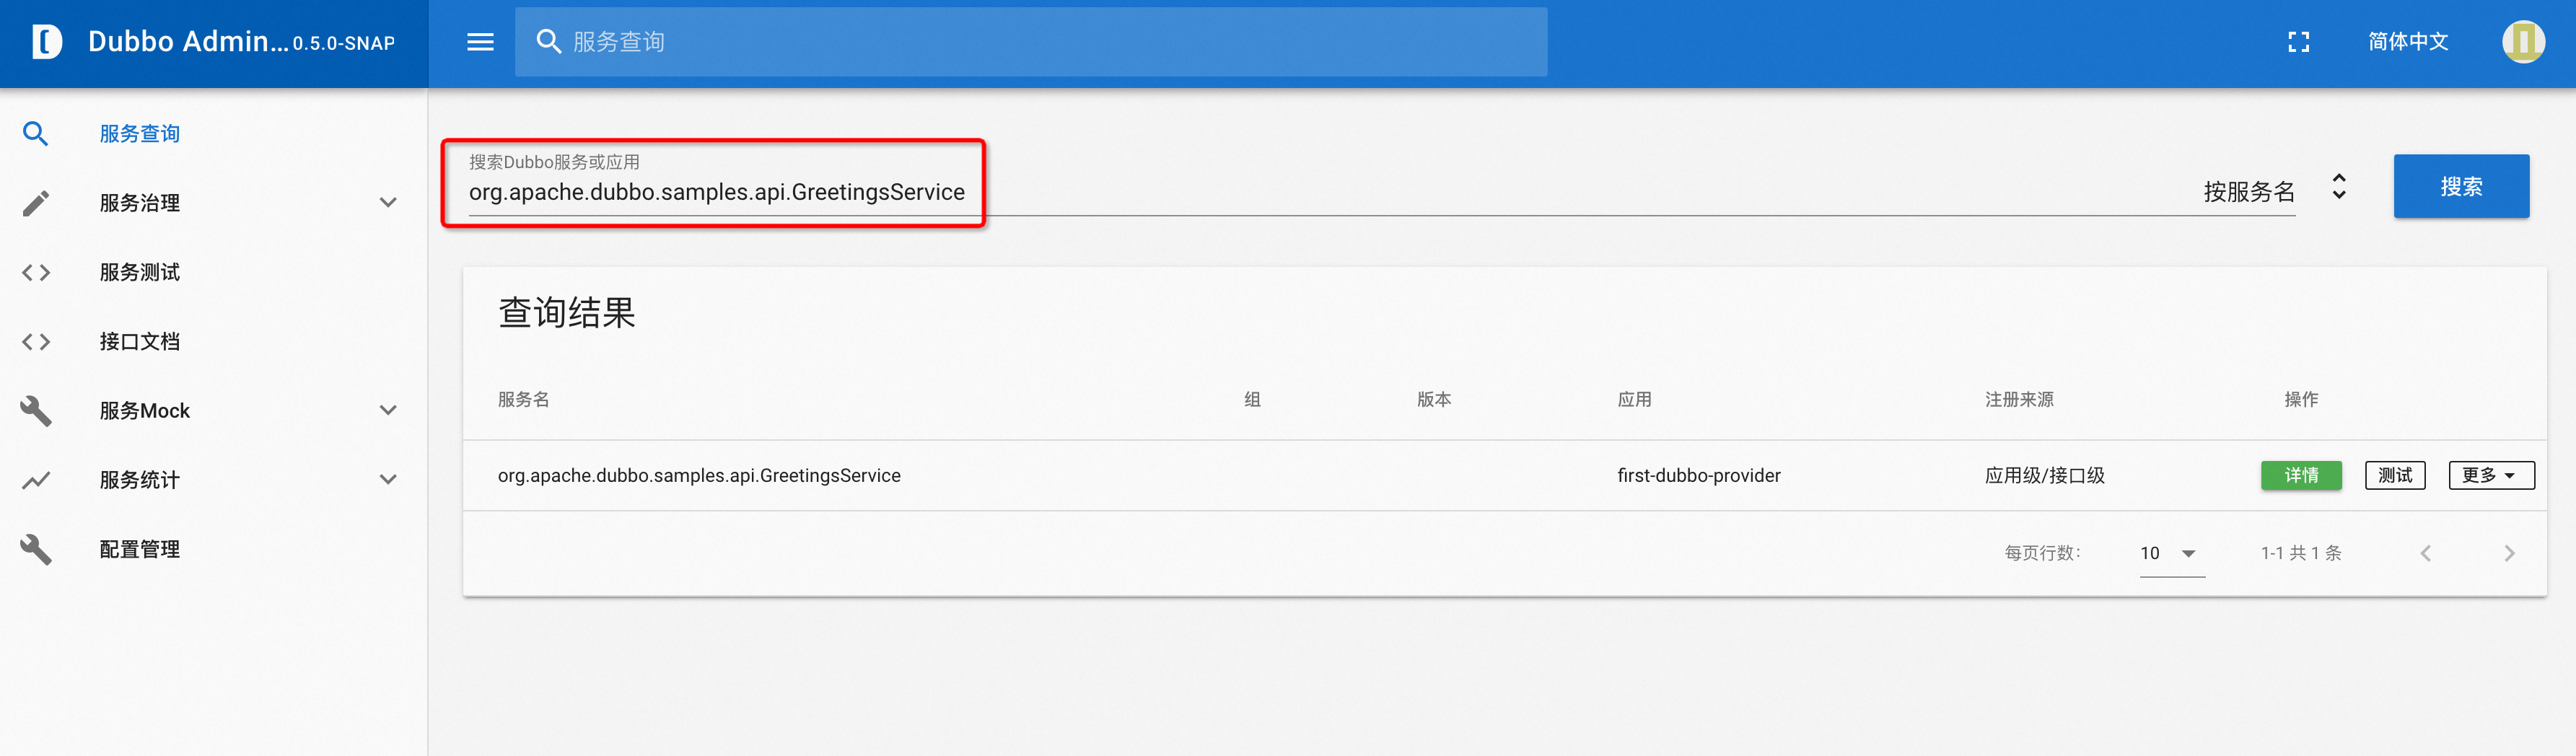 Dubbo Admin...0.5.0-SNAP
服务查询
简体中文
服务查询
服务治理
服务测试
接口文档
服务Mock
服务统计
配置管理
搜索Dubbo服务或应用
org.apache.dubbo.samples.api.GreetingsService
按服务名
搜索
查询结果
服务名 组 版本 应用 注册来源 操作
org.apache.dubbo.samples.api.GreetingsService first-dubbo-provider 应用级/接口级 详情 测试 更多
每页行数: 10 1-1 共 1 条